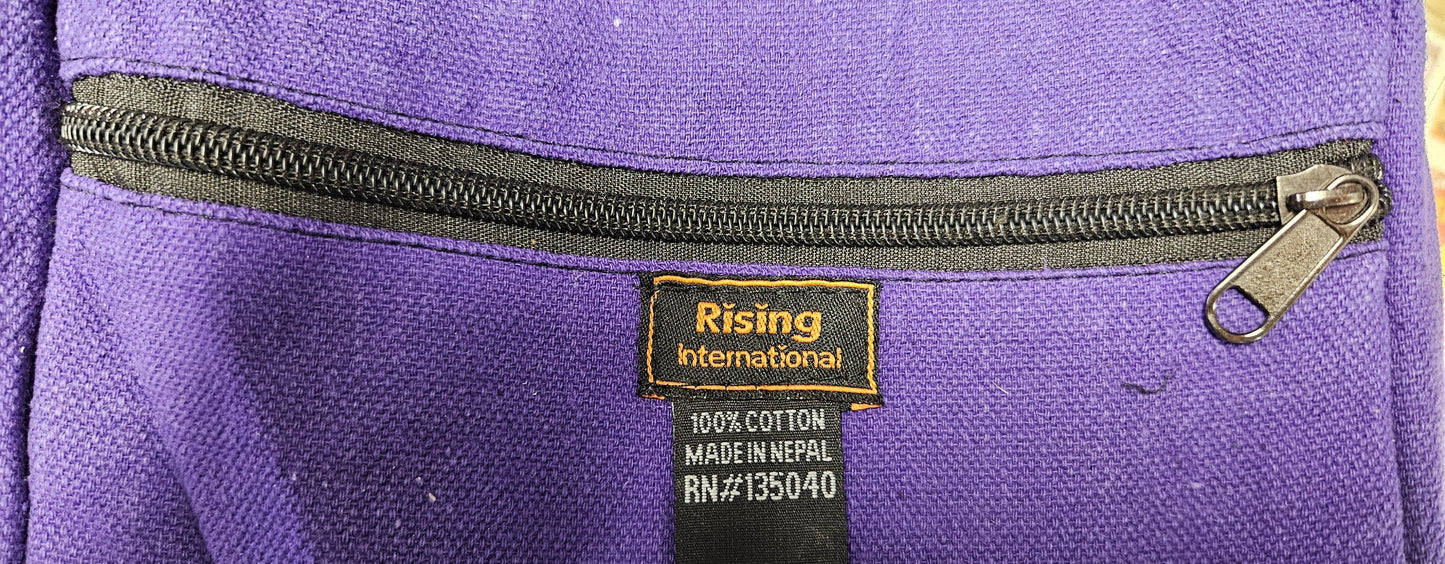 Rising
International
100% COTTON
MADE IN NEPAL
RN#135040